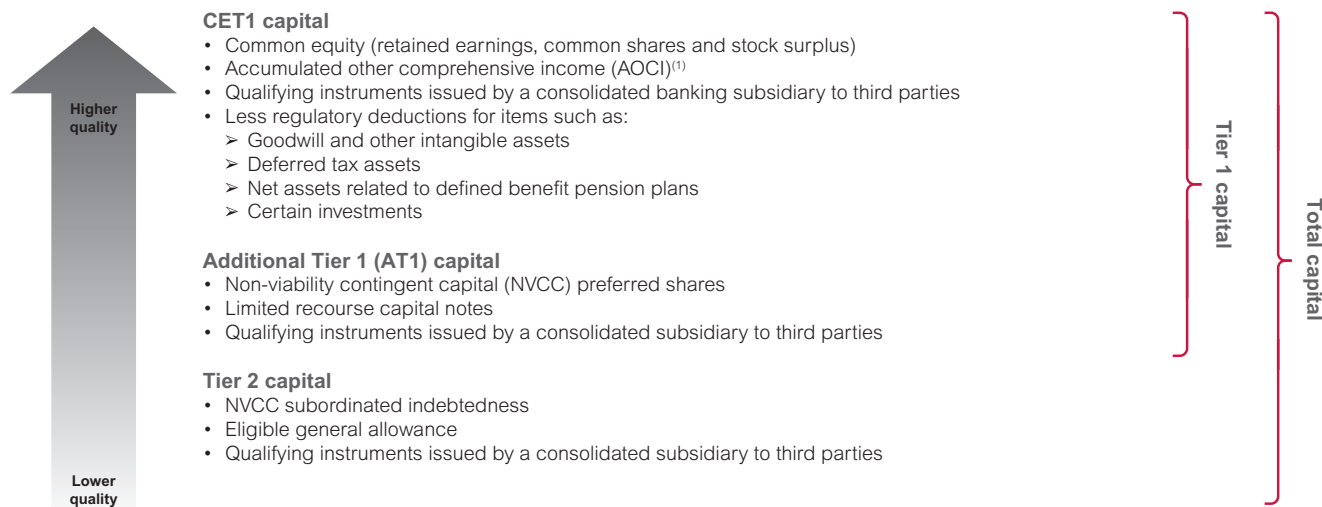 CET1 capital
• Common equity (retained earnings, common shares and stock surplus)
• Accumulated other comprehensive income (AOCI)(1)
• Qualifying instruments issued by a consolidated banking subsidiary to third parties
• Less regulatory deductions for items such as:
➢ Goodwill and other intangible assets
➢ Deferred tax assets
➢ Net assets related to defined benefit pension plans
➢ Certain investments
Additional Tier 1 (AT1) capital
• Non-viability contingent capital (NVCC) preferred shares
• Limited recourse capital notes
• Qualifying instruments issued by a consolidated subsidiary to third parties
Tier 2 capital
• NVCC subordinated indebtedness
• Eligible general allowance
• Qualifying instruments issued by a consolidated subsidiary to third parties
Higher
quality
Lower
quality
Tier 1 capital
Total capital